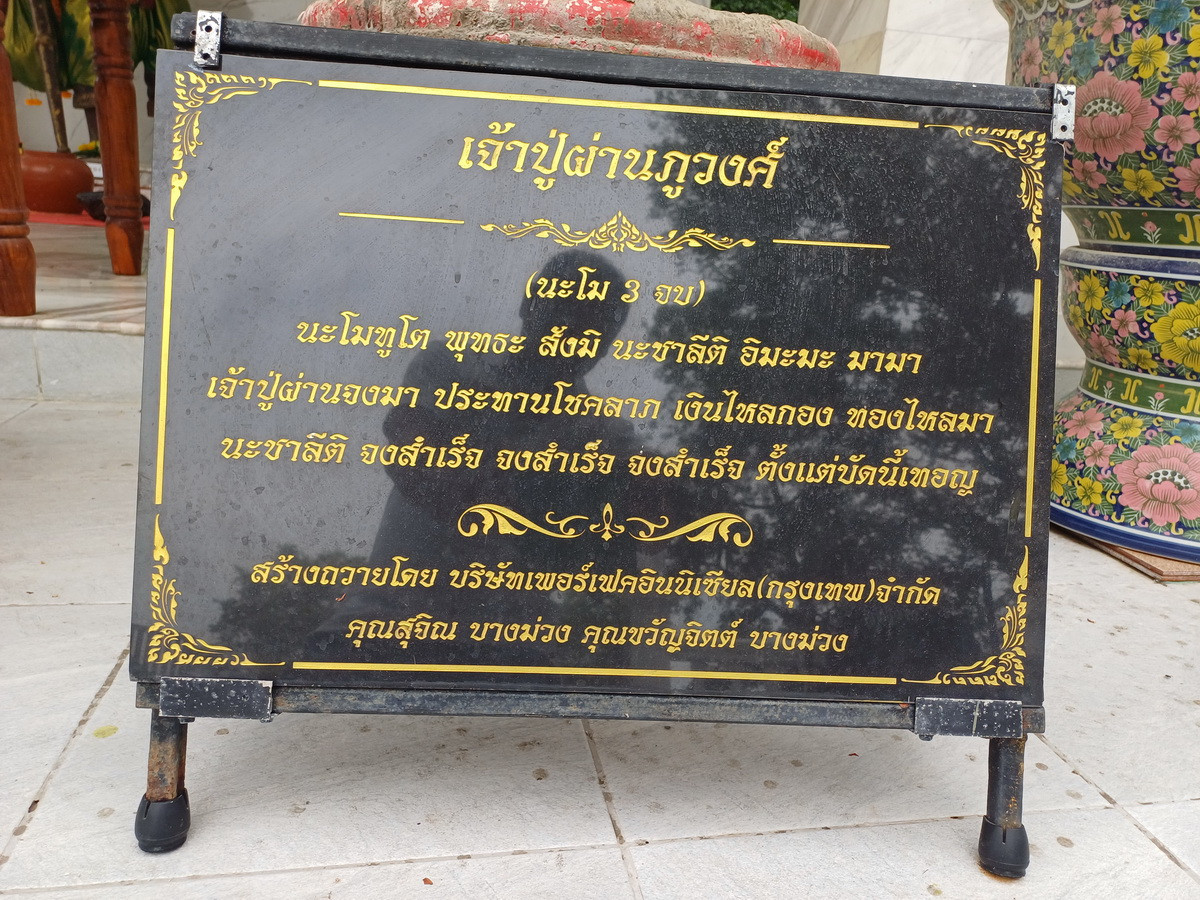 เจ้าปู่ผ่านภูวงศ์
(นะโม 3 จบ)
นะโมทูโต พุทธะ สังมิ นะชาลีติ อิมะมะ มามา
เจ้าปู่ผ่านจงมา ประทานโชคลาภ เงินไหลกอง ทองไหลมา
นะชาลีติ จงสำเร็จ จงสำเร็จ จงสำเร็จ ตั้งแต่บัดนี้เทอญ
สร้างถวายโดย บริษัทเพอร์เฟคอินนิเชียล(กรุงเทพ)จำกัด
คุณสุจิณ บางม่วง คุณขวัญจิตต์ บางม่วง